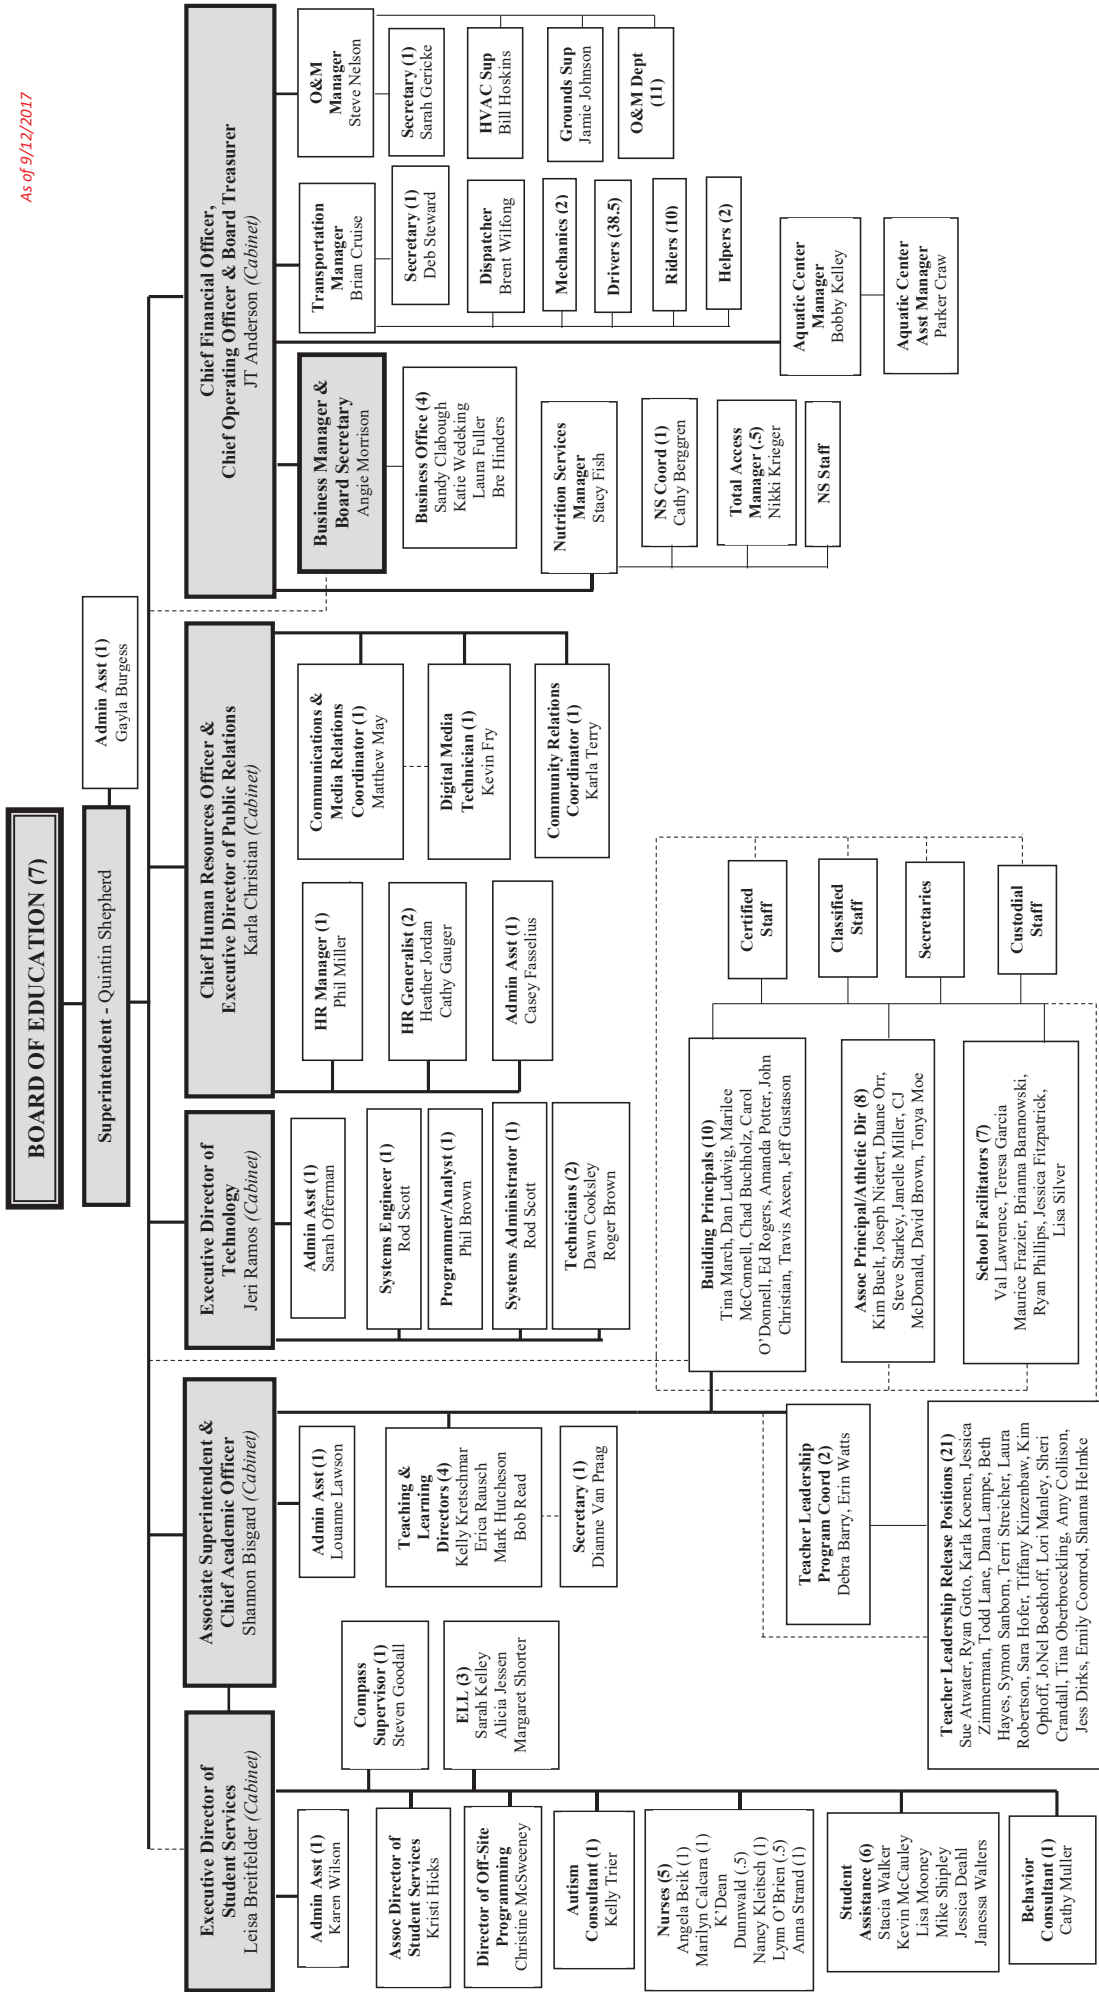 As of 9/12/2017
BOARD OF EDUCATION (7)
Superintendent - Quintin Shepherd
Admin Asst (1)
Gayla Burgess
Executive Director of
Student Services
Leisa Breitfelder (Cabinet)
Admin Asst (1)
Karen Wilson
Assoc Director of
Student Services
Kristi Hicks
Director of Off-Site
Programming
Christine McSweeney
Autism
Consultant (1)
Kelly Trier
Nurses (5)
Angela Beik (1)
Marilyn Calcara (1)
K’Dean
Dunnwald (.5)
Nancy Kleitsch (1)
Lynn O’Brien (.5)
Anna Strand (1)
Student
Assistance (6)
Stacia Walker
Kevin McCauley
Lisa Mooney
Mike Shipley
Jessica Deahl
Janessa Walters
Behavior
Consultant (1)
Cathy Muller
Compass
Supervisor (1)
Steven Goodall
ELL (3)
Sarah Kelley
Alicia Jessen
Margaret Shorter
Associate Superintendent &
Chief Academic Officer
Shannon Bisgard (Cabinet)
Admin Asst (1)
Louanne Lawson
Teaching &
Learning
Directors (4)
Kelly Kretschmar
Erica Rausch
Mark Hutcheson
Bob Read
Secretary (1)
Dianne Van Praag
Teacher Leadership
Program Coord (2)
Debra Barry, Erin Watts
Teacher Leadership Release Positions (21)
Sue Atwater, Ryan Gotto, Karla Koenen, Jessica
Zimmerman, Todd Lane, Dana Lampe, Beth
Hayes, Symon Sanborn, Terri Streicher, Laura
Robertson, Sara Hofer, Tiffany Kinzenbaw, Kim
Ophoff, JoNel Boekhoff, Lori Manley, Sheri
Crandall, Tina Oberbroeckling, Amy Collison,
Jess Dirks, Emily Coonrod, Shanna Helmke
Executive Director of
Technology
Jeri Ramos (Cabinet)
Admin Asst (1)
Sarah Offerman
Systems Engineer (1)
Rod Scott
Programmer/Analyst (1)
Phil Brown
Systems Administrator (1)
Rod Scott
Technicians (2)
Dawn Cooksley
Roger Brown
Building Principals (10)
Tina March, Dan Ludwig, Marilee
McConnell, Chad Buchholz, Carol
O’Donnell, Ed Rogers, Amanda Potter, John
Christian, Travis Axeen, Jeff Gustason
Assoc Principal/Athletic Dir (8)
Kim Buelt, Joseph Nietert, Duane Orr,
Steve Starkey, Janelle Miller, CJ
McDonald, David Brown, Tonya Moe
School Facilitators (7)
Val Lawrence, Teresa Garcia
Maurice Frazier, Brianna Baranowski,
Ryan Phillips, Jessica Fitzpatrick,
Lisa Silver
Certified
Staff
Classified
Staff
Secretaries
Custodial
Staff
Chief Human Resources Officer &
Executive Director of Public Relations
Karla Christian (Cabinet)
HR Manager (1)
Phil Miller
HR Generalist (2)
Heather Jordan
Cathy Gauger
Admin Asst (1)
Casey Fasselius
Communications &
Media Relations
Coordinator (1)
Matthew May
Digital Media
Technician (1)
Kevin Fry
Community Relations
Coordinator (1)
Karla Terry
Chief Financial Officer,
Chief Operating Officer & Board Treasurer
JT Anderson (Cabinet)
Business Manager &
Board Secretary
Angie Morrison
Business Office (4)
Sandy Clabough
Katie Wedeking
Laura Fuller
Bre Hinders
Nutrition Services
Manager
Stacy Fish
NS Coord (1)
Cathy Berggren
Total Access
Manager (.5)
Nikki Krieger
NS Staff
Transportation
Manager
Brian Cruise
Secretary (1)
Deb Steward
Dispatcher
Brent Wilfong
Mechanics (2)
Drivers (38.5)
Riders (10)
Helpers (2)
Aquatic Center
Manager
Bobby Kelley
Aquatic Center
Asst Manager
Parker Craw
O&M
Manager
Steve Nelson
Secretary (1)
Sarah Gericke
HVAC Sup
Bill Hoskins
Grounds Sup
Jamie Johnson
O&M Dept
(11)